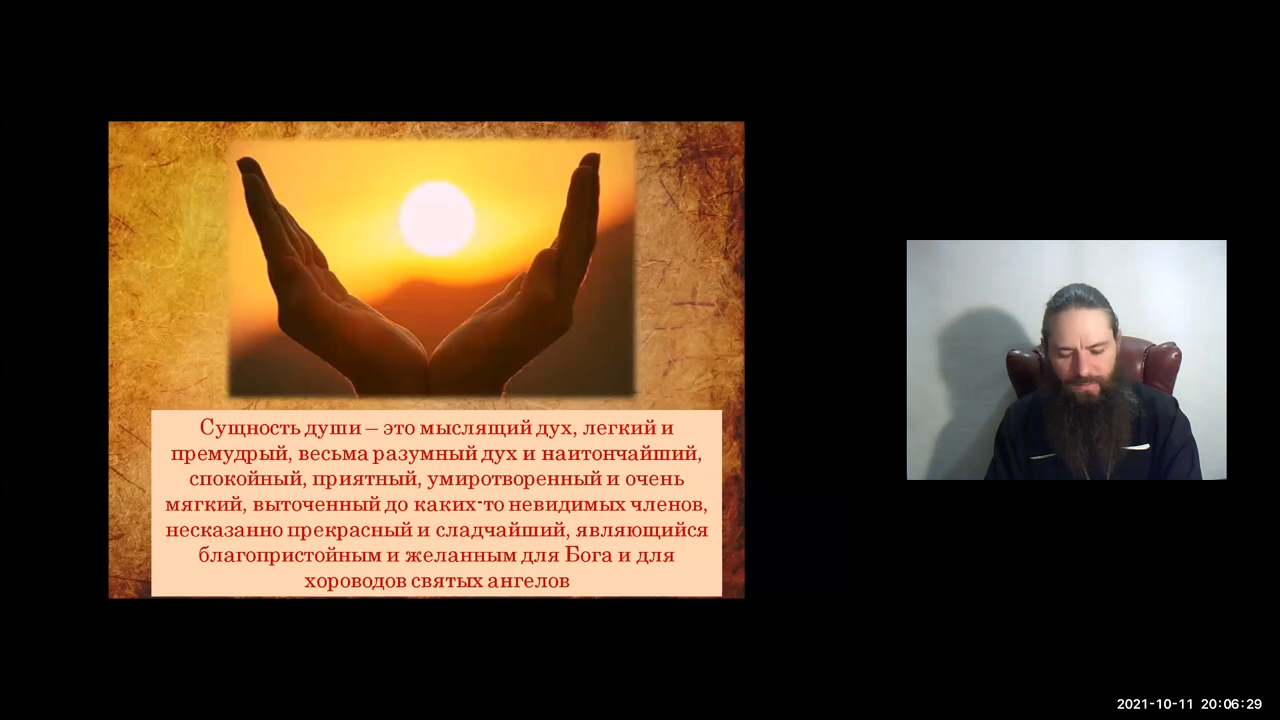 Сущность души – это мыслящий дух, легкий и
премудрый, весьма разумный дух и наитончайший,
спокойный, приятный, умиротворенный и очень
мягкий, выточенный до каких-то невидимых членов,
несказанно прекрасный и сладчайший, являющийся
благопристойным и желанным для Бога и для
хороводов святых ангелов
2021-10-11 20:06:29